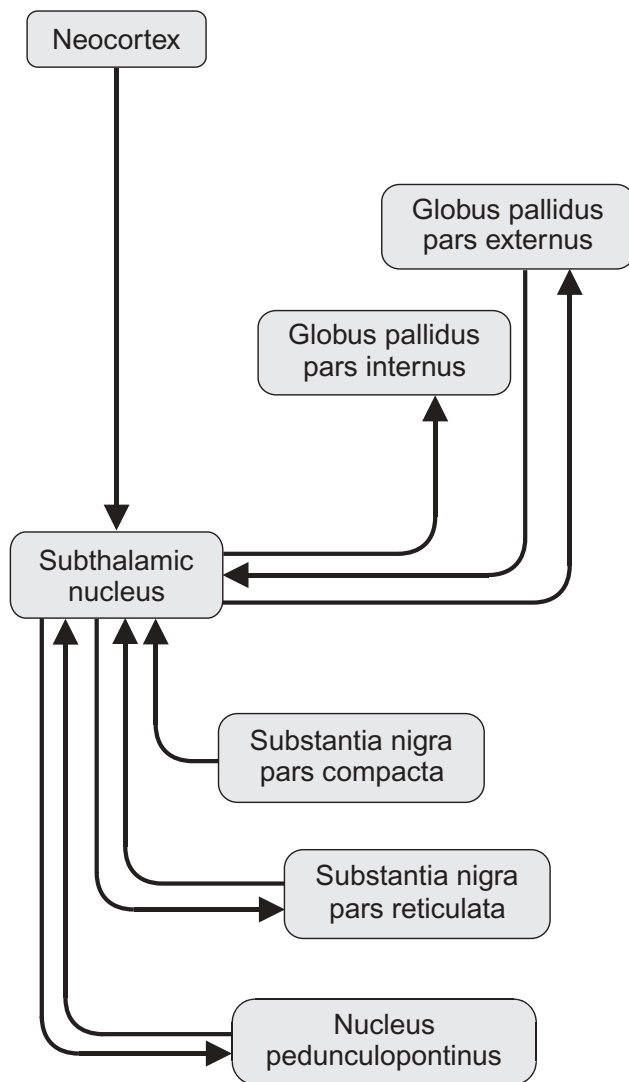 Neocortex
Globus pallidus
pars externus
Globus pallidus
pars internus
Subthalamic
nucleus
Substantia nigra
pars compacta
Substantia nigra
pars reticulata
Nucleus
pedunculopontinus